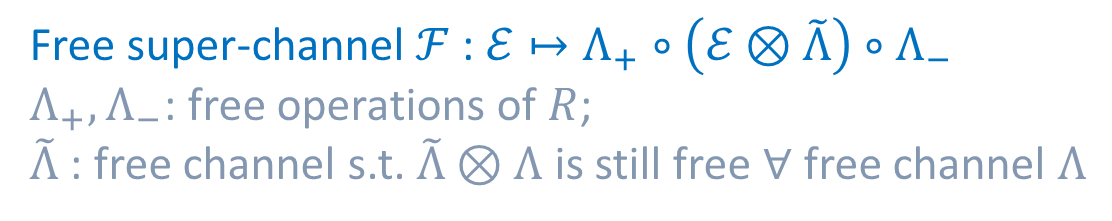 Free super-channel ℱ : ℰ ↦ Λ₊ ∘ (ℰ ⊗ Λ̃) ∘ Λ₋
Λ₊, Λ₋ : free operations of R;
Λ̃ : free channel s.t. Λ̃ ⊗ Λ is still free ∀ free channel Λ